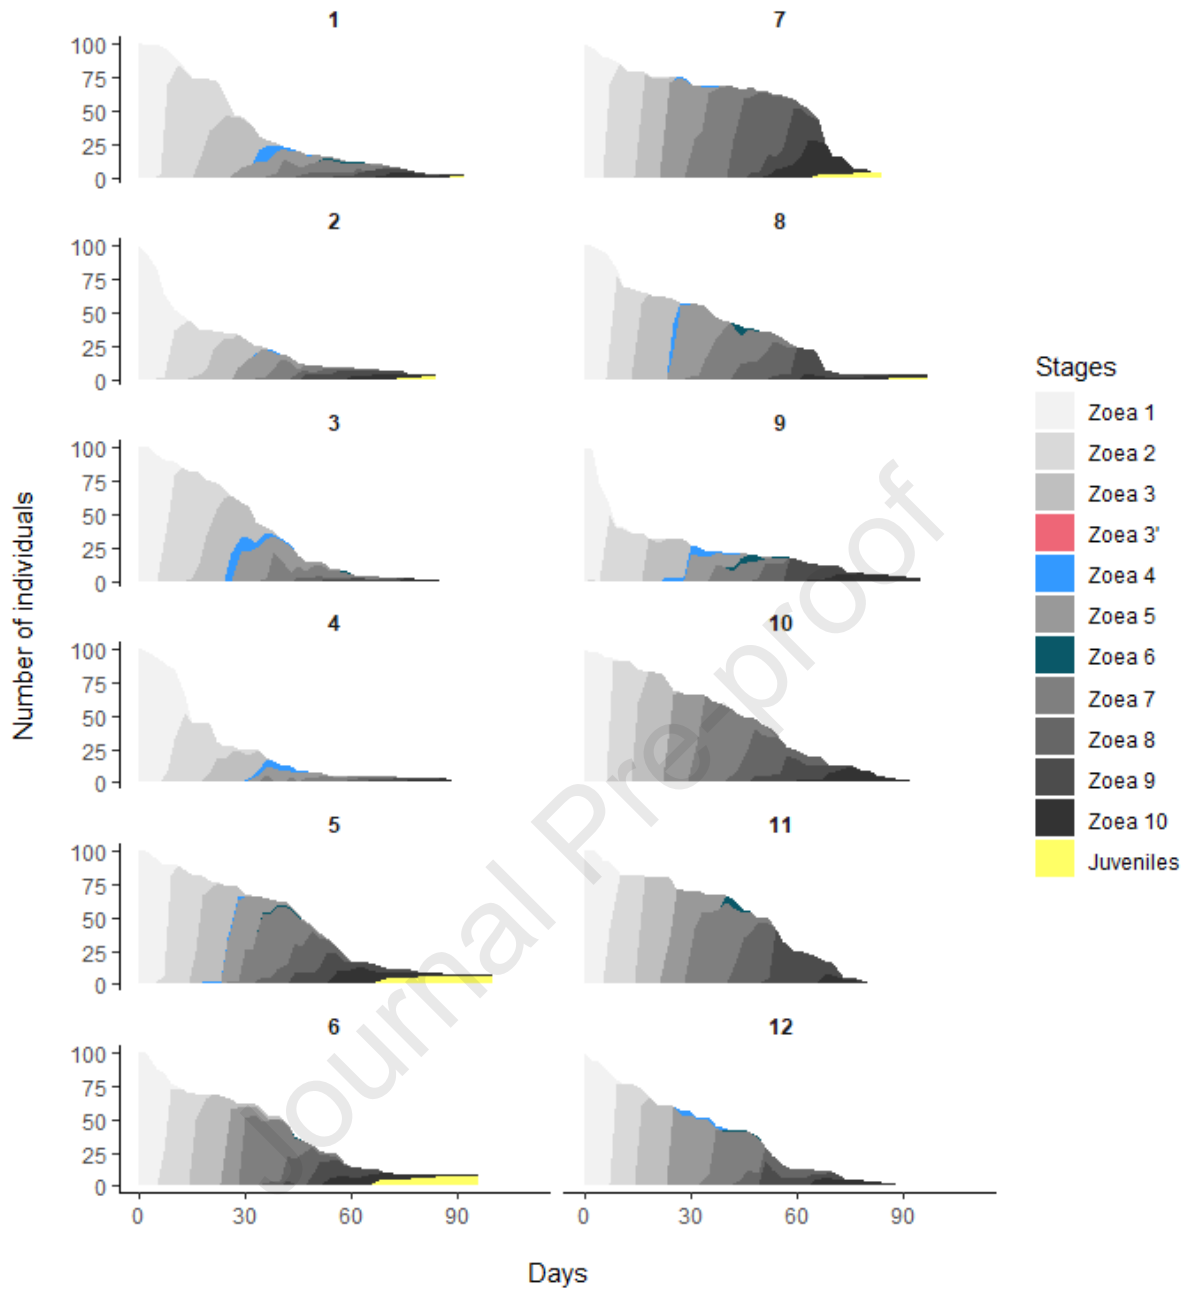 1
7
100
75
50
25
0
2
8
100
75
50
25
0
3
9
100
75
50
25
0
4
10
100
75
50
25
0
5
11
100
75
50
25
0
6
12
100
75
50
25
0
0 30 60 90
0 30 60 90
Days
Number of individuals
Stages
Zoea 1
Zoea 2
Zoea 3
Zoea 3'
Zoea 4
Zoea 5
Zoea 6
Zoea 7
Zoea 8
Zoea 9
Zoea 10
Juveniles
Journal Pre-proof